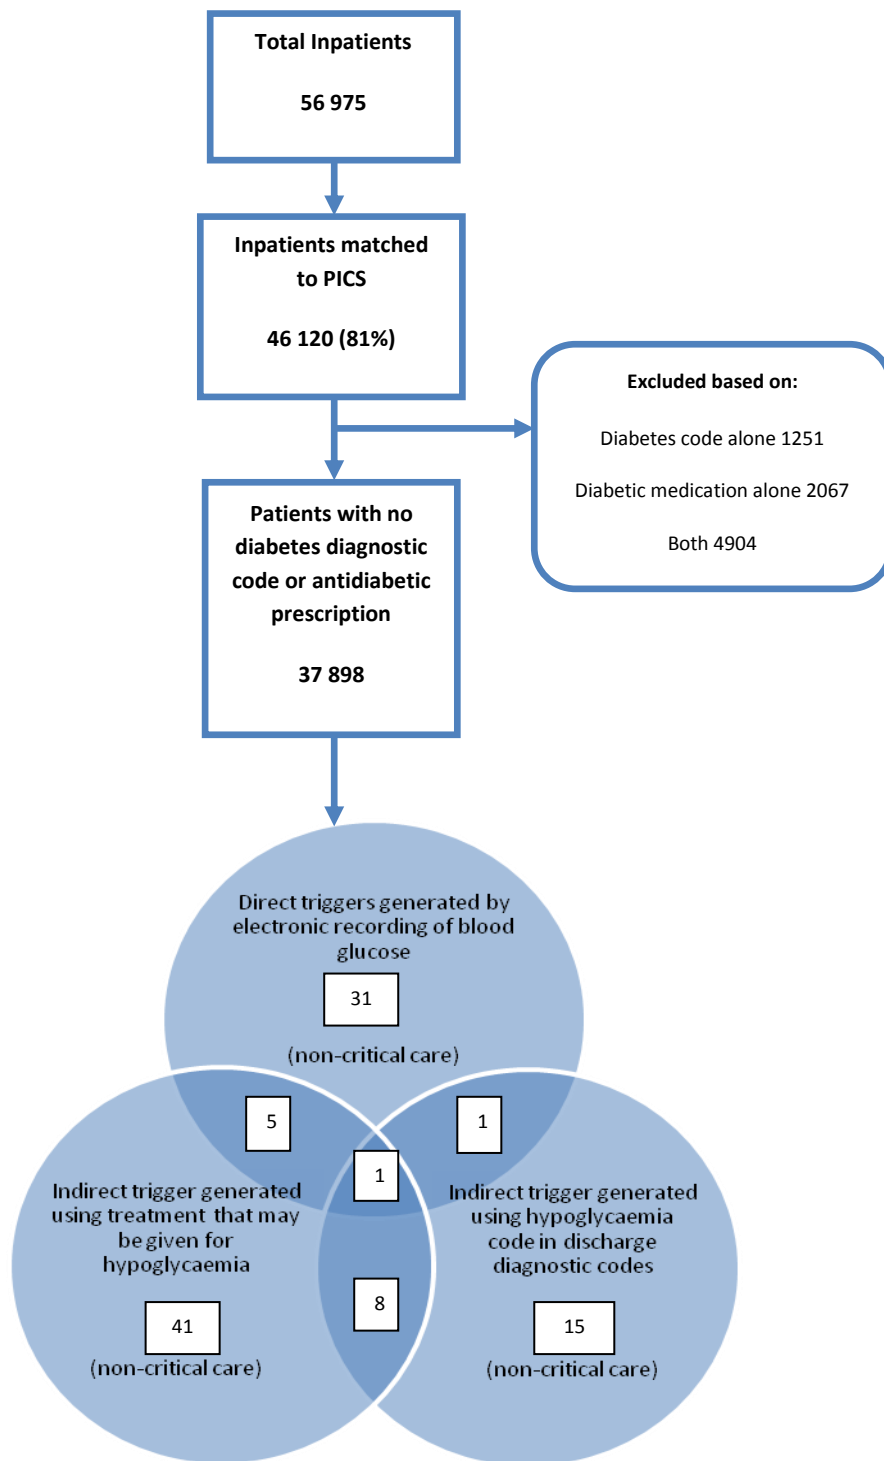 Total Inpatients
56 975
Inpatients matched
to PICS
46 120 (81%)
Excluded based on:
Diabetes code alone 1251
Diabetic medication alone 2067
Both 4904
Patients with no
diabetes diagnostic
code or antidiabetic
prescription
37 898
Direct triggers generated by
electronic recording of blood
glucose
31
(non-critical care)
5
1
1
Indirect trigger generated
using treatment that may
be given for
hypoglycaemia
41
(non-critical care)
8
Indirect trigger generated
using hypoglycaemia
code in discharge
diagnostic codes
15
(non-critical care)